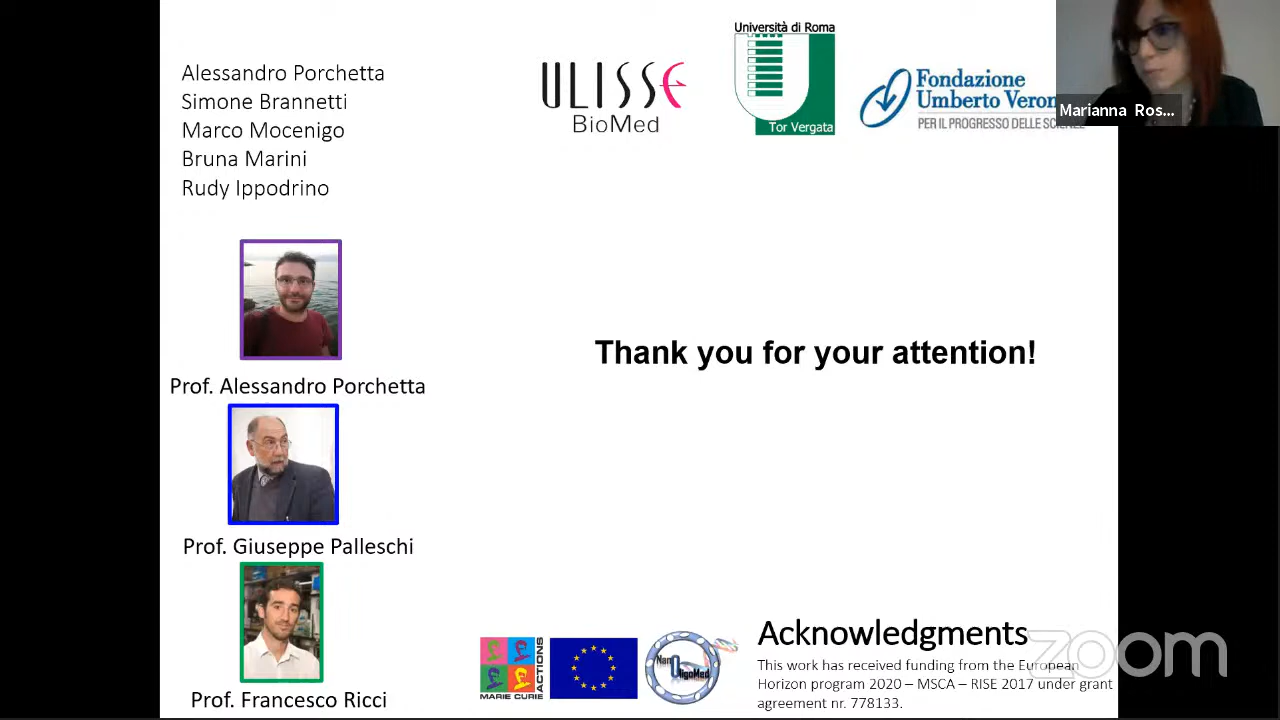 Alessandro Porchetta
Simone Brannetti
Marco Mocenigo
Bruna Marini
Rudy Ippodrino
ULISSE
BioMed
Università di Roma
Tor Vergata
Fondazione
Umberto Veron
PER IL PROGRESSO DELLE SCIENZE
Marianna Ros...
Prof. Alessandro Porchetta
Thank you for your attention!
Prof. Giuseppe Palleschi
Prof. Francesco Ricci
MARIE CURIE
ACTIONS
NanOligoMed
Acknowledgments
This work has received funding from the European
Horizon program 2020 – MSCA – RISE 2017 under grant
agreement nr. 778133.
zoom